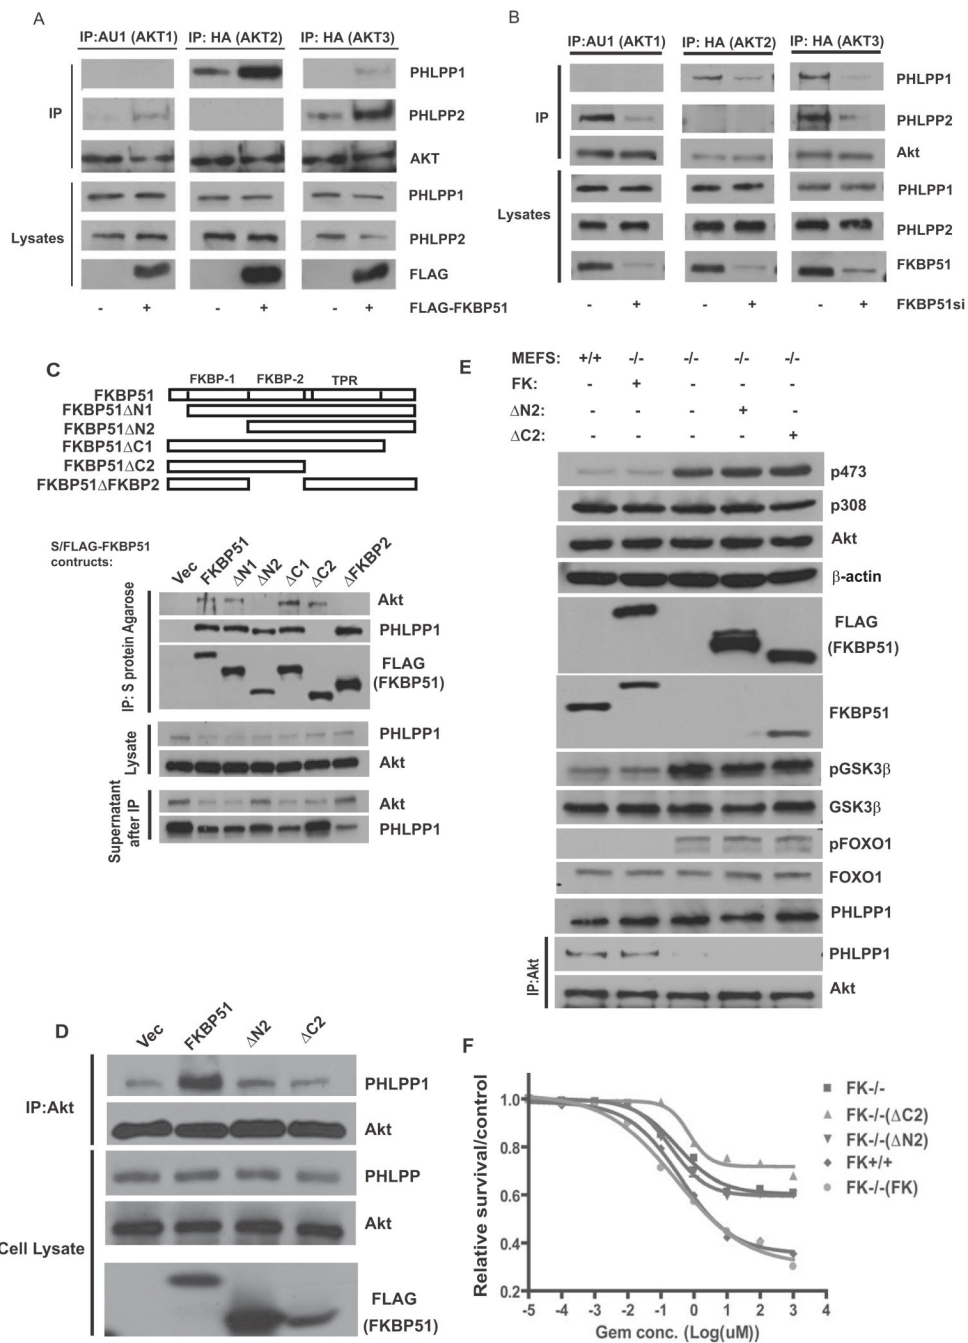 A
IP:AU1 (AKT1) IP: HA (AKT2) IP: HA (AKT3)
IP
PHLPP1
PHLPP2
AKT
Lysates
PHLPP1
PHLPP2
FLAG
- + - + - + FLAG-FKBP51
B
IP:AU1 (AKT1) IP: HA (AKT2) IP: HA (AKT3)
IP
PHLPP1
PHLPP2
Akt
Lysates
PHLPP1
PHLPP2
FKBP51
- + - + - + FKBP51si
C
FKBP-1 FKBP-2 TPR
FKBP51
FKBP51ΔN1
FKBP51ΔN2
FKBP51ΔC1
FKBP51ΔC2
FKBP51ΔFKBP2
S/FLAG-FKBP51
contructs:
Vec FKBP51 ΔN1 ΔN2 ΔC1 ΔC2 ΔFKBP2
IP: S protein Agarose
Akt
PHLPP1
FLAG
(FKBP51)
Lysate
PHLPP1
Akt
Supernatant
after IP
Akt
PHLPP1
D
Vec FKBP51 ΔN2 ΔC2
IP:Akt
PHLPP1
Akt
Cell Lysate
PHLPP
Akt
FLAG
(FKBP51)
E
MEFS: +/+ -/- -/- -/- -/-
FK: - + - - -
ΔN2: - - - + -
ΔC2: - - - - +
p473
p308
Akt
β-actin
FLAG
(FKBP51)
FKBP51
pGSK3β
GSK3β
pFOXO1
FOXO1
PHLPP1
IP:Akt
PHLPP1
Akt
F
Relative survival/control
1.0
0.8
0.6
0.4
0.2
-5 -4 -3 -2 -1 0 1 2 3 4
Gem conc. (Log(uM))
FK-/-
FK-/-(ΔC2)
FK-/-(ΔN2)
FK+/+
FK-/-(FK)